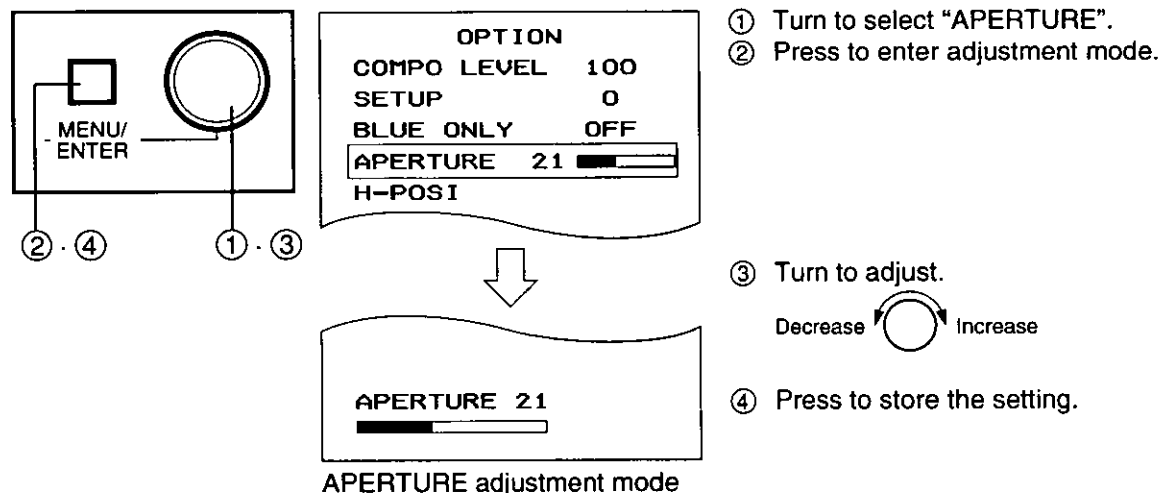 MENU/
ENTER
② · ④
① · ③
OPTION
COMPO LEVEL 100
SETUP 0
BLUE ONLY OFF
APERTURE 21
H-POSI
① Turn to select “APERTURE”.
② Press to enter adjustment mode.
③ Turn to adjust.
Decrease Increase
APERTURE 21
④ Press to store the setting.
APERTURE adjustment mode